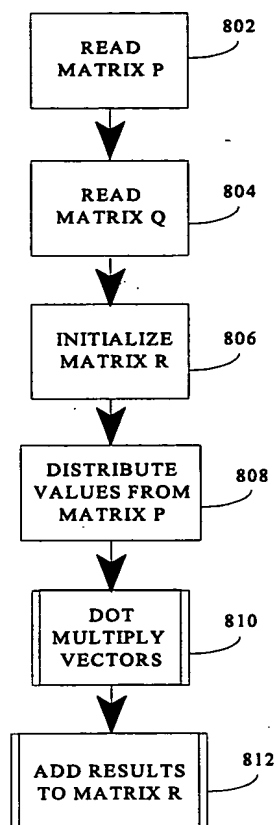 802
READ
MATRIX P
804
READ
MATRIX Q
806
INITIALIZE
MATRIX R
808
DISTRIBUTE
VALUES FROM
MATRIX P
810
DOT
MULTIPLY
VECTORS
812
ADD RESULTS
TO MATRIX R